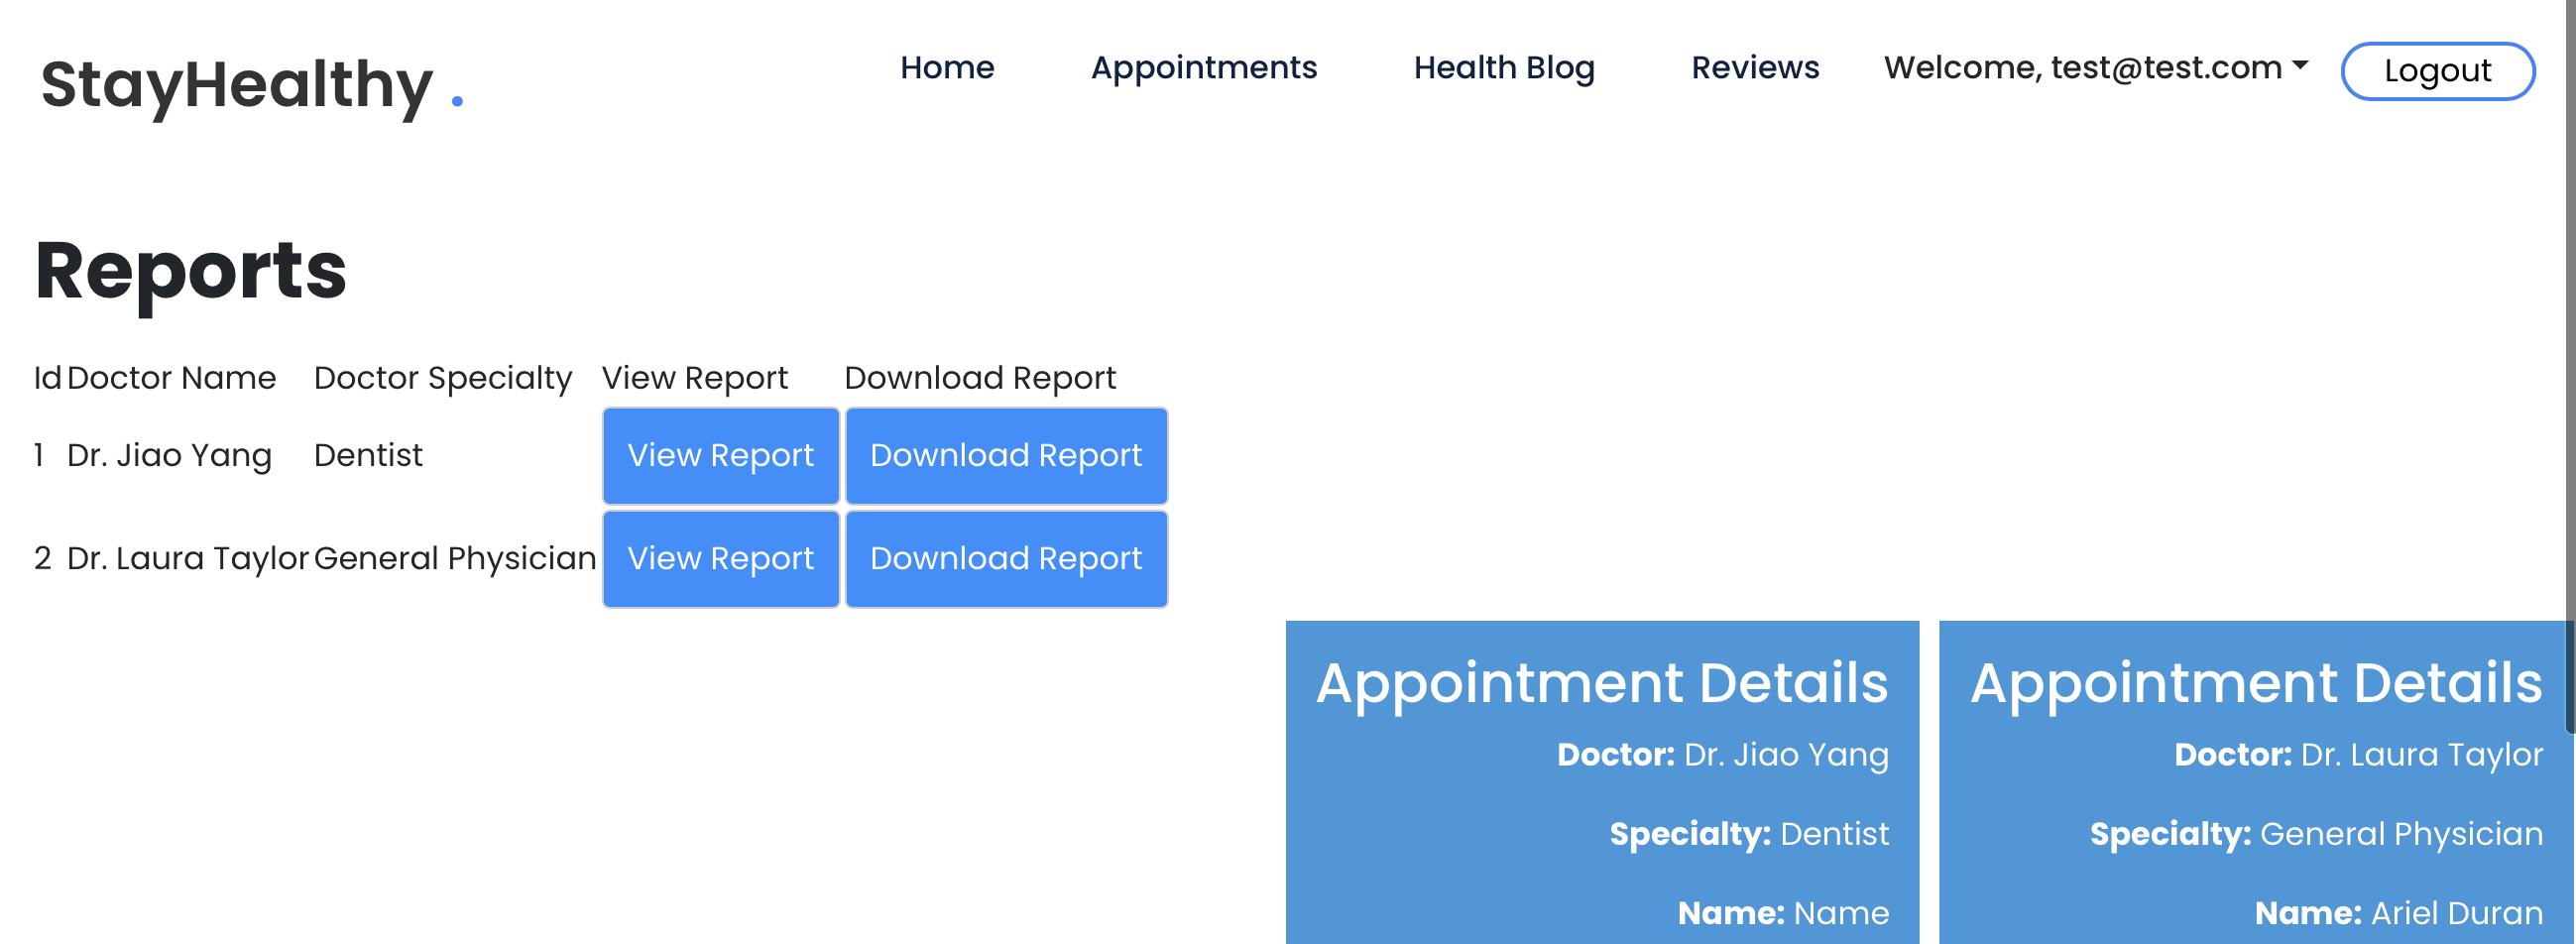 StayHealthy .
Home Appointments Health Blog Reviews Welcome, test@test.com Logout
Reports
Id Doctor Name Doctor Specialty View Report Download Report
1 Dr. Jiao Yang Dentist View Report Download Report
2 Dr. Laura Taylor General Physician View Report Download Report
Appointment Details
Doctor: Dr. Jiao Yang
Specialty: Dentist
Name: Name
Appointment Details
Doctor: Dr. Laura Taylor
Specialty: General Physician
Name: Ariel Duran